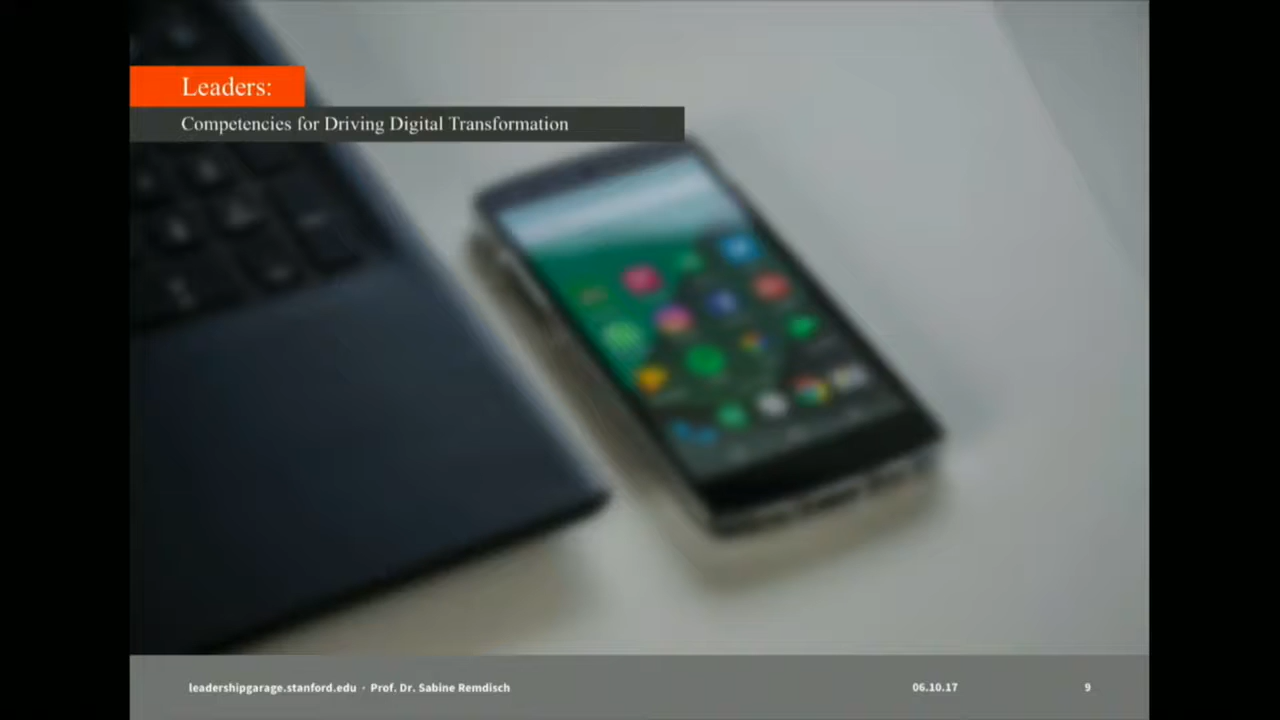 Leaders:
Competencies for Driving Digital Transformation
leadershipgarage.stanford.edu · Prof. Dr. Sabine Remdisch 06.10.17 9